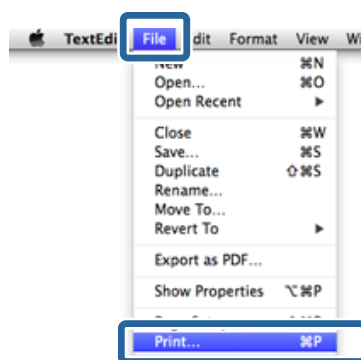 TextEdi File dit Format View Wi
New ⌘N
Open... ⌘O
Open Recent ▶
Close ⌘W
Save... ⌘S
Duplicate ⇧⌘S
Rename...
Move To...
Revert To ▶
Export as PDF...
Show Properties ⌥⌘P
Print... ⌘P